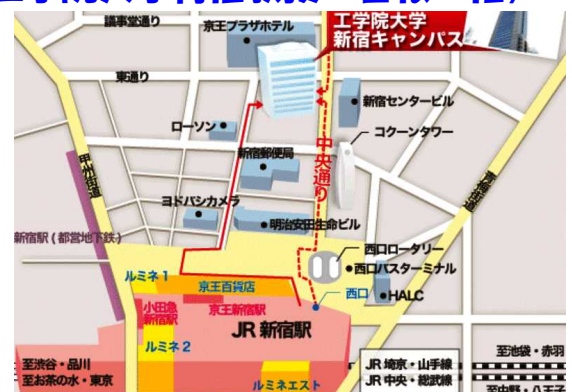 工学院大学
新宿キャンパス
議事堂通り
京王プラザホテル
東通り
新宿センタービル
ローソン
コクーンタワー
中央通り
新宿郵便局
甲州街道
ヨドバシカメラ
明治安田生命ビル
新宿駅(都営地下鉄)
西口ロータリー
西口バスターミナル
ルミネ1
京王百貨店
西口
HALC
小田急
新宿駅
京王新宿駅
JR 新宿駅
ルミネ2
ルミネエスト
至渋谷・品川
至お茶の水・東京
JR 埼京・山手線
JR 中央・総武線
至池袋・赤羽
至中野・八王子